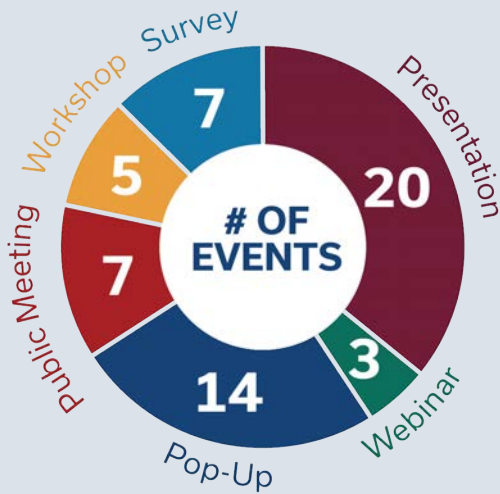 # OF
EVENTS
Presentation
20
Webinar
3
Pop-Up
14
Public Meeting
7
Workshop
5
Survey
7